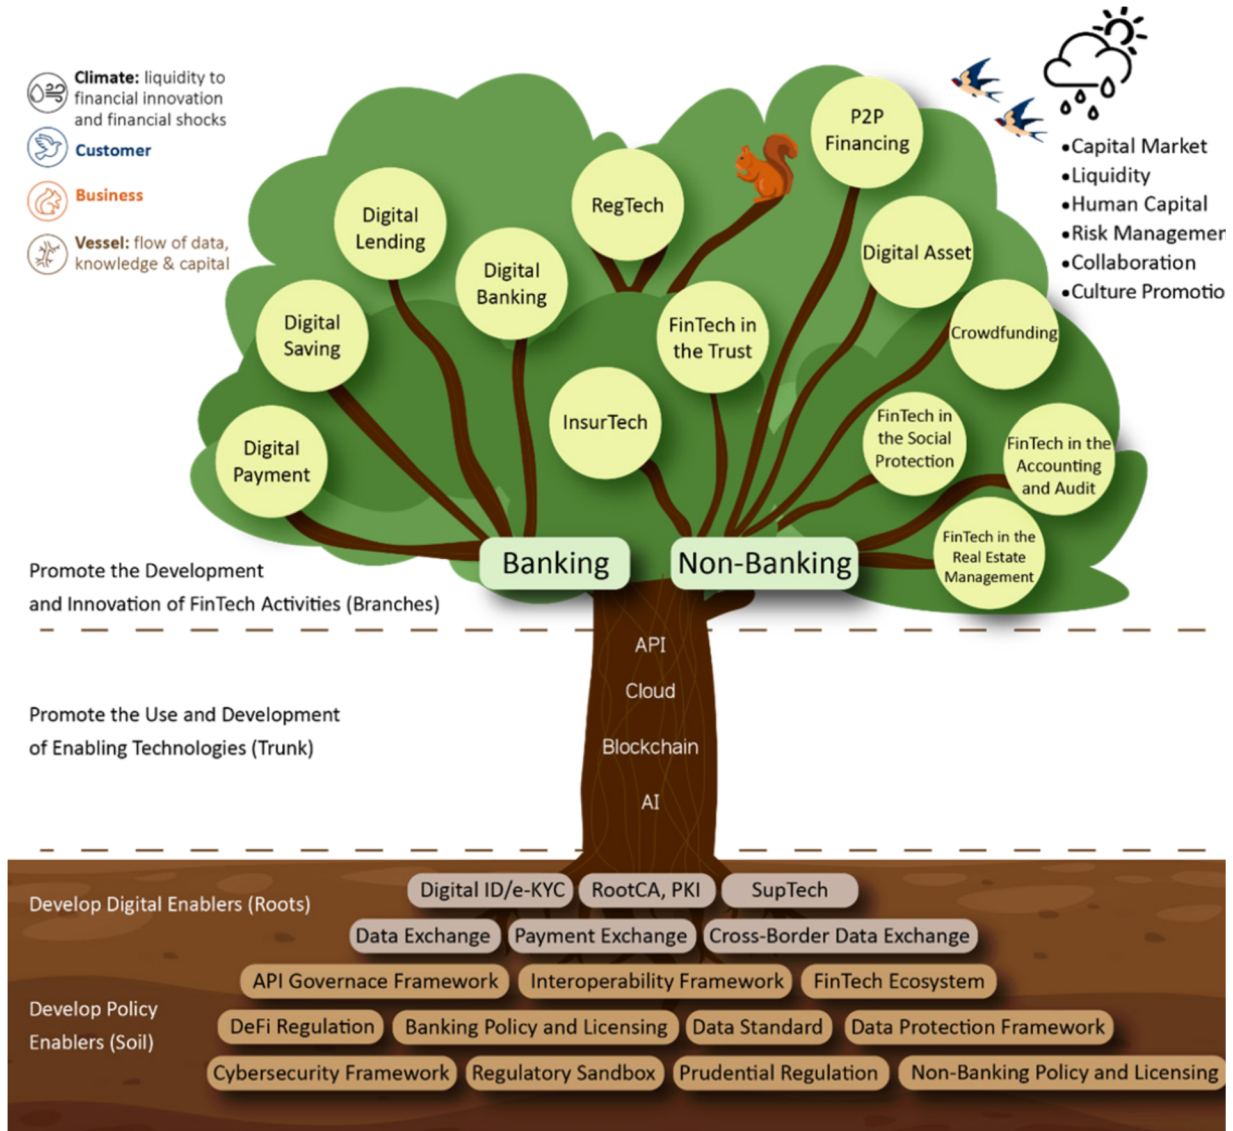 Climate: liquidity to
financial innovation
and financial shocks
Customer
Business
Vessel: flow of data,
knowledge & capital
•Capital Market
•Liquidity
•Human Capital
•Risk Managemen
•Collaboration
•Culture Promotio
P2P
Financing
RegTech
Digital
Lending
Digital Asset
Digital
Banking
Digital
Saving
FinTech in
the Trust
Crowdfunding
InsurTech
FinTech in
the Social
Protection
FinTech in the
Accounting
and Audit
Digital
Payment
FinTech in the
Real Estate
Management
Banking
Non-Banking
Promote the Development
and Innovation of FinTech Activities (Branches)
API
Cloud
Blockchain
AI
Promote the Use and Development
of Enabling Technologies (Trunk)
Develop Digital Enablers (Roots)
Digital ID/e-KYC
RootCA, PKI
SupTech
Data Exchange
Payment Exchange
Cross-Border Data Exchange
Develop Policy
Enablers (Soil)
API Governace Framework
Interoperability Framework
FinTech Ecosystem
DeFi Regulation
Banking Policy and Licensing
Data Standard
Data Protection Framework
Cybersecurity Framework
Regulatory Sandbox
Prudential Regulation
Non-Banking Policy and Licensing